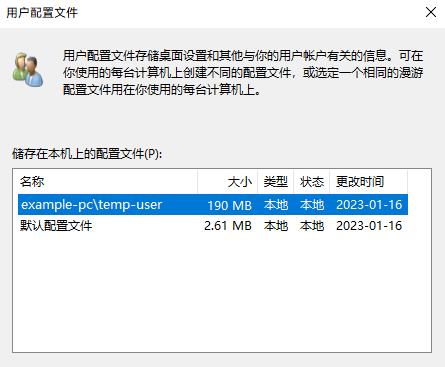 用户配置文件
用户配置文件存储桌面设置和其他与你的用户帐户有关的信息。可在
你使用的每台计算机上创建不同的配置文件，或选定一个相同的漫游
配置文件用在你使用的每台计算机上。
储存在本机上的配置文件(P):
名称 大小 类型 状态 更改时间
example-pc\temp-user 190 MB 本地 本地 2023-01-16
默认配置文件 2.61 MB 本地 本地 2023-01-16